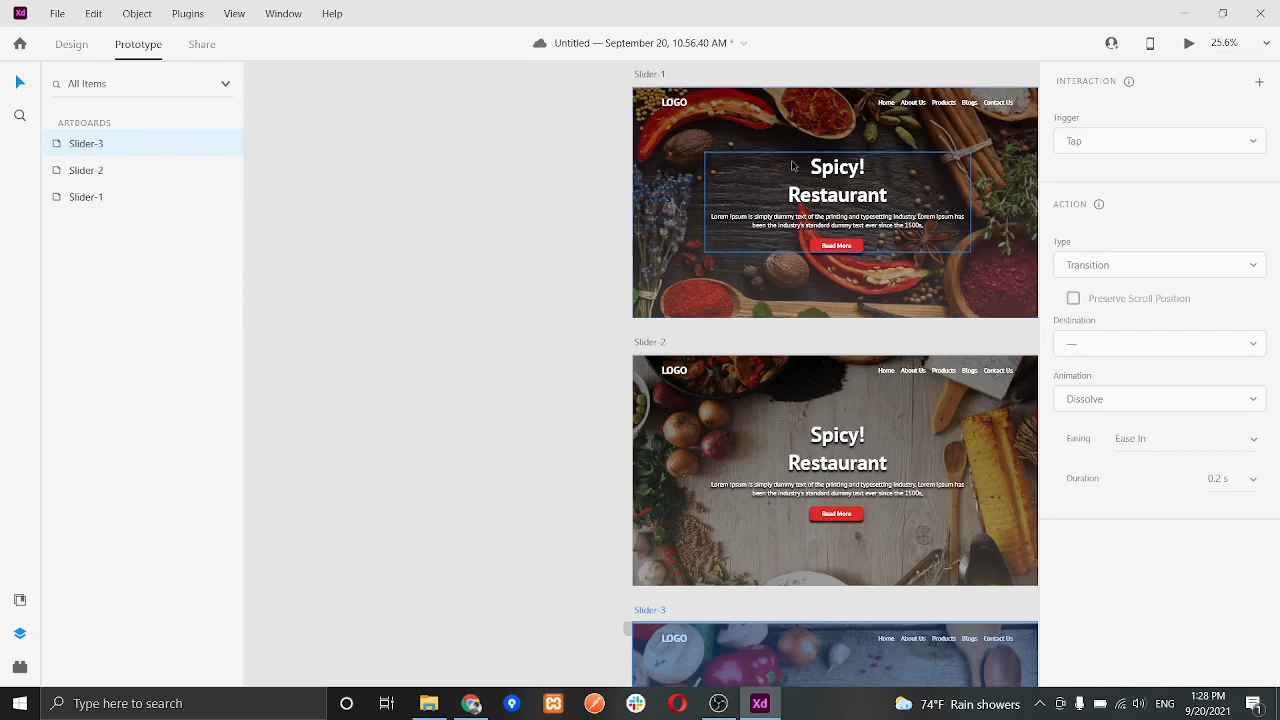 Xd File Edit Object Plugins View Window Help
Design Prototype Share
Untitled — September 20, 10.56.40 AM *
25.6%
All Items
ARTBOARDS
Slider-3
Slider-2
Slider-1
Slider-1
LOGO Home About Us Products Blogs Contact Us
Spicy!
Restaurant
Lorem Ipsum is simply dummy text of the printing and typesetting industry. Lorem Ipsum has
been the industry's standard dummy text ever since the 1500s,
Read More
Slider-2
LOGO Home About Us Products Blogs Contact Us
Spicy!
Restaurant
Lorem Ipsum is simply dummy text of the printing and typesetting industry. Lorem Ipsum has
been the industry's standard dummy text ever since the 1500s,
Read More
Slider-3
LOGO Home About Us Products Blogs Contact Us
INTERACTION
Trigger
Tap
ACTION
Type
Transition
Preserve Scroll Position
Destination
—
Animation
Dissolve
Easing Ease In
Duration 0.2 s
here to search
Xd
74°F Rain showers
1:28 PM